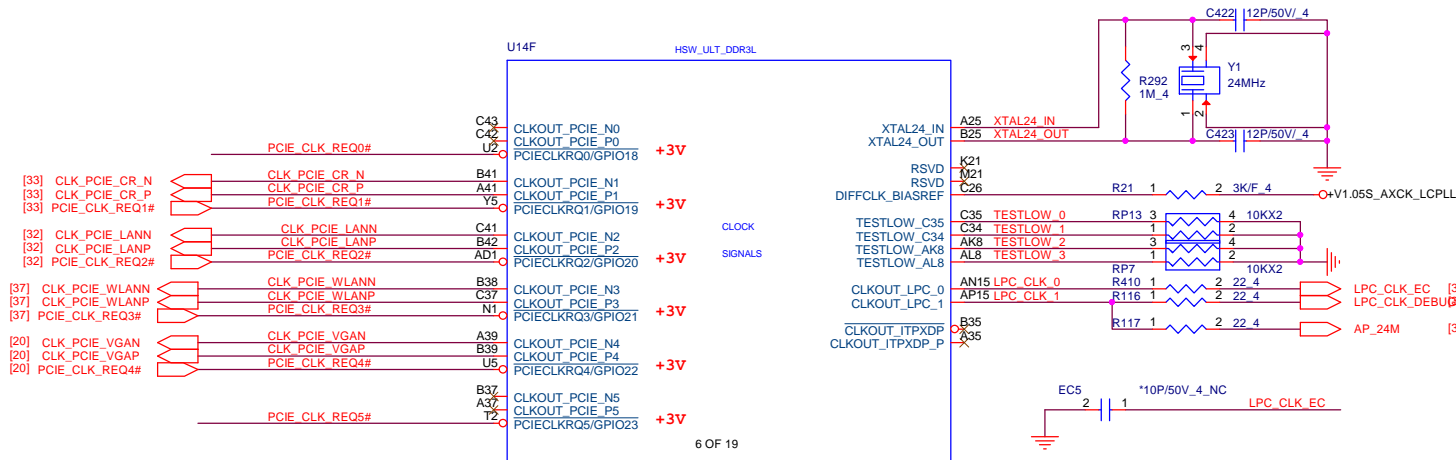 C422 12P/50V/_4
U14F HSW_ULT_DDR3L
3 4
R292 1M_4
Y1 24MHz
1 2
C423 12P/50V/_4
C43 CLKOUT_PCIE_N0
C42 CLKOUT_PCIE_P0
PCIE_CLK_REQ0# U2 PCIECLKRQ0/GPIO18 +3V
[33] CLK_PCIE_CR_N CLK_PCIE_CR_N B41 CLKOUT_PCIE_N1
[33] CLK_PCIE_CR_P CLK_PCIE_CR_P A41 CLKOUT_PCIE_P1
[33] PCIE_CLK_REQ1# PCIE_CLK_REQ1# Y5 PCIECLKRQ1/GPIO19 +3V
[32] CLK_PCIE_LANN CLK_PCIE_LANN C41 CLKOUT_PCIE_N2
[32] CLK_PCIE_LANP CLK_PCIE_LANP B42 CLKOUT_PCIE_P2
[32] PCIE_CLK_REQ2# PCIE_CLK_REQ2# AD1 PCIECLKRQ2/GPIO20 +3V
[37] CLK_PCIE_WLANN CLK_PCIE_WLANN B38 CLKOUT_PCIE_N3
[37] CLK_PCIE_WLANP CLK_PCIE_WLANP C37 CLKOUT_PCIE_P3
[37] PCIE_CLK_REQ3# PCIE_CLK_REQ3# N1 PCIECLKRQ3/GPIO21 +3V
[20] CLK_PCIE_VGAN CLK_PCIE_VGAN A39 CLKOUT_PCIE_N4
[20] CLK_PCIE_VGAP CLK_PCIE_VGAP B39 CLKOUT_PCIE_P4
[20] PCIE_CLK_REQ4# PCIE_CLK_REQ4# U5 PCIECLKRQ4/GPIO22 +3V
B37 CLKOUT_PCIE_N5
A37 CLKOUT_PCIE_P5
PCIE_CLK_REQ5# T2 PCIECLKRQ5/GPIO23 +3V
CLOCK
SIGNALS
6 OF 19
XTAL24_IN A25 XTAL24_IN
XTAL24_OUT B25 XTAL24_OUT
RSVD K21
RSVD M21
DIFFCLK_BIASREF C26 R21 1 2 3K/F_4 +V1.05S_AXCK_LCPLL
TESTLOW_C35 C35 TESTLOW_0 RP13 3 4 10KX2
TESTLOW_C34 C34 TESTLOW_1 1 2
TESTLOW_AK8 AK8 TESTLOW_2 3 4
TESTLOW_AL8 AL8 TESTLOW_3 1 2
RP7 10KX2
CLKOUT_LPC_0 AN15 LPC_CLK_0 R410 1 2 22_4 LPC_CLK_EC
CLKOUT_LPC_1 AP15 LPC_CLK_1 R116 1 2 22_4 LPC_CLK_DEBUG
CLKOUT_ITPXDP B35 R117 1 2 22_4 AP_24M
CLKOUT_ITPXDP_P A35
EC5 *10P/50V_4_NC
2 1 LPC_CLK_EC